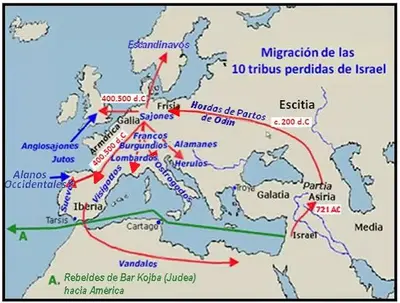 Escandinavos
Migración de las
10 tribus perdidas de Israel
400.500 d.C
Frisia
Hordas de Partos
de Odín
Escitia
Galia
Sajones
c.200 d.C
Anglosajones
Jutos
Armórica
400.500 d.C
Francos
Burgundios
Lombardos
Alamanes
Herulos
Alanos
Occidentales
Suevos
Visigodos
Ostrogodos
Iberia
Troya
Galacia
Partia
Asiria
721 AC
Tarsis
Cartago
Israel
Media
A
Vandalos
A. Rebeldes de Bar Kojba (Judea)
hacia América